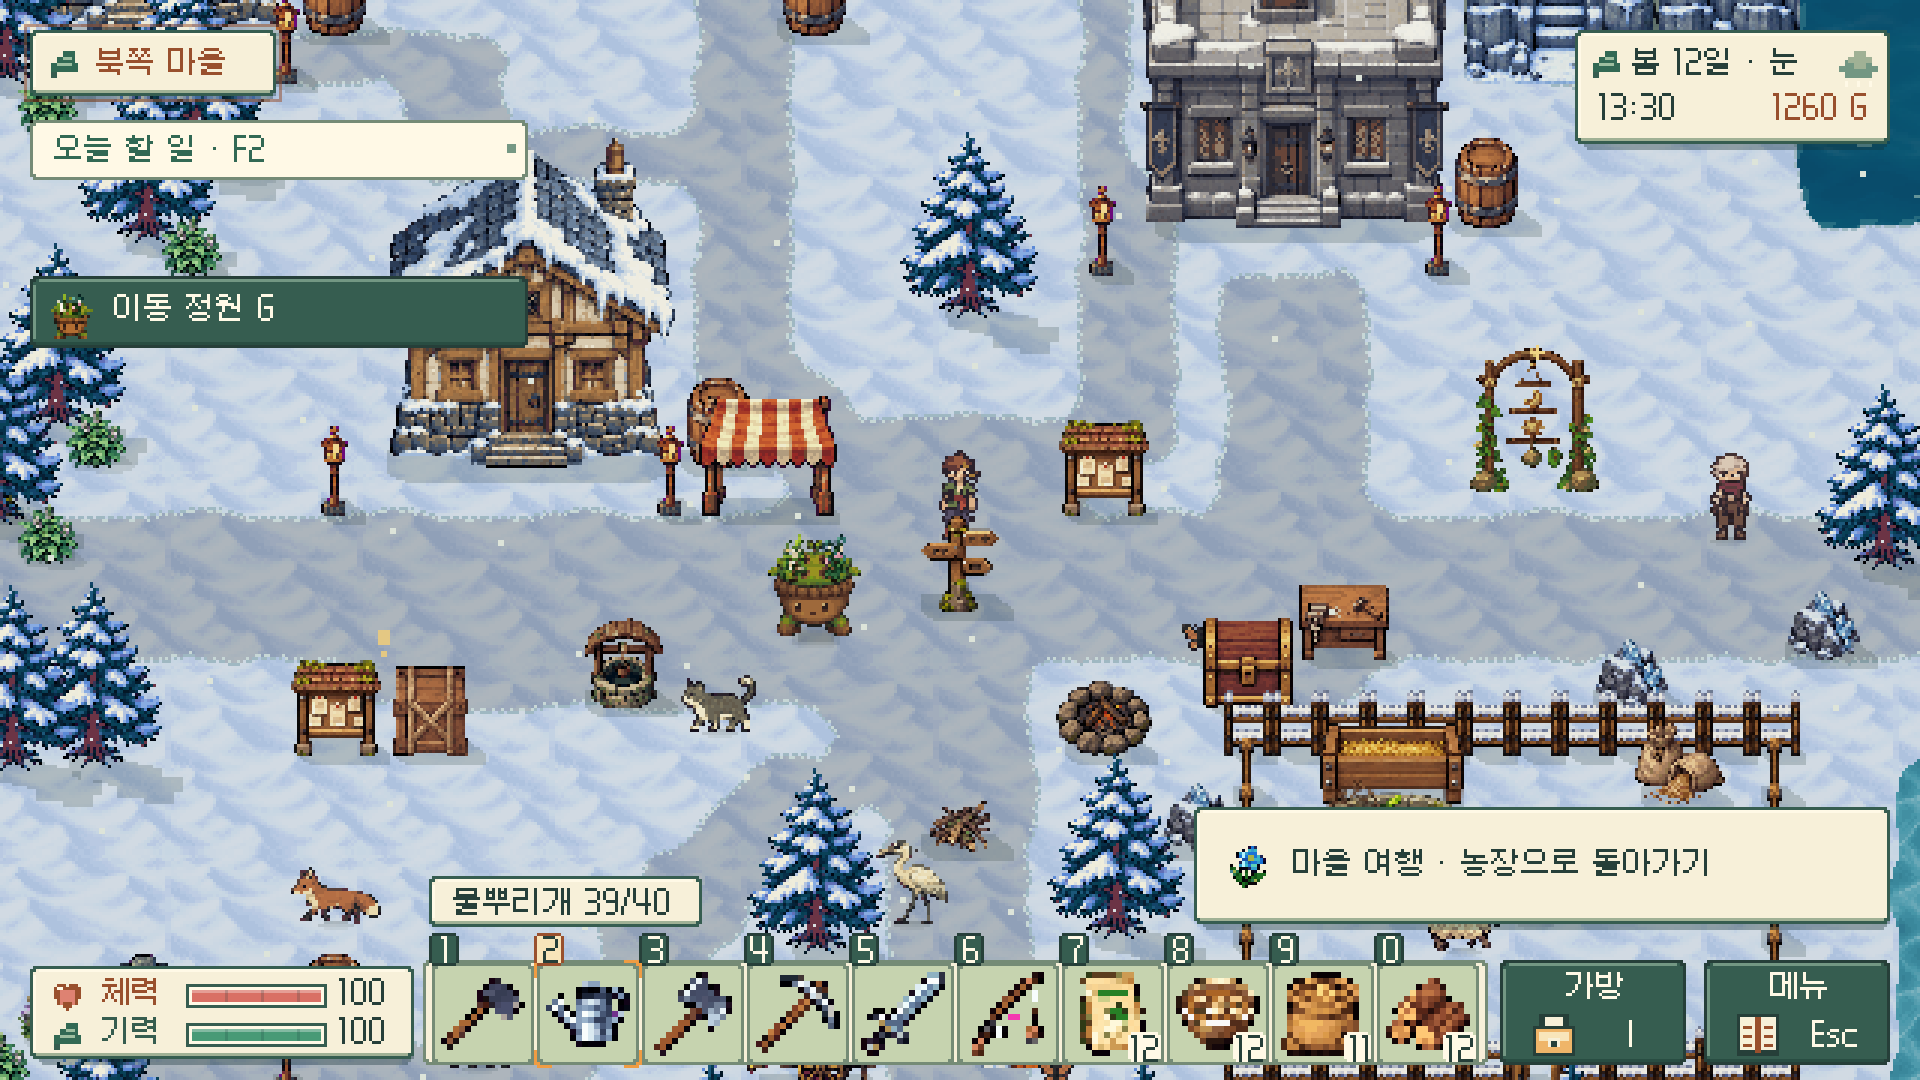 북쪽 마을
봄 12일 · 눈
13:30 1260 G
오늘 할 일 · F2
이동 정원 G
마을 여행 · 농장으로 돌아가기
물뿌리개 39/40
1 2 3 4 5 6 7 8 9 0
체력 100
기력 100
12 12 11 12
가방
I
메뉴
Esc